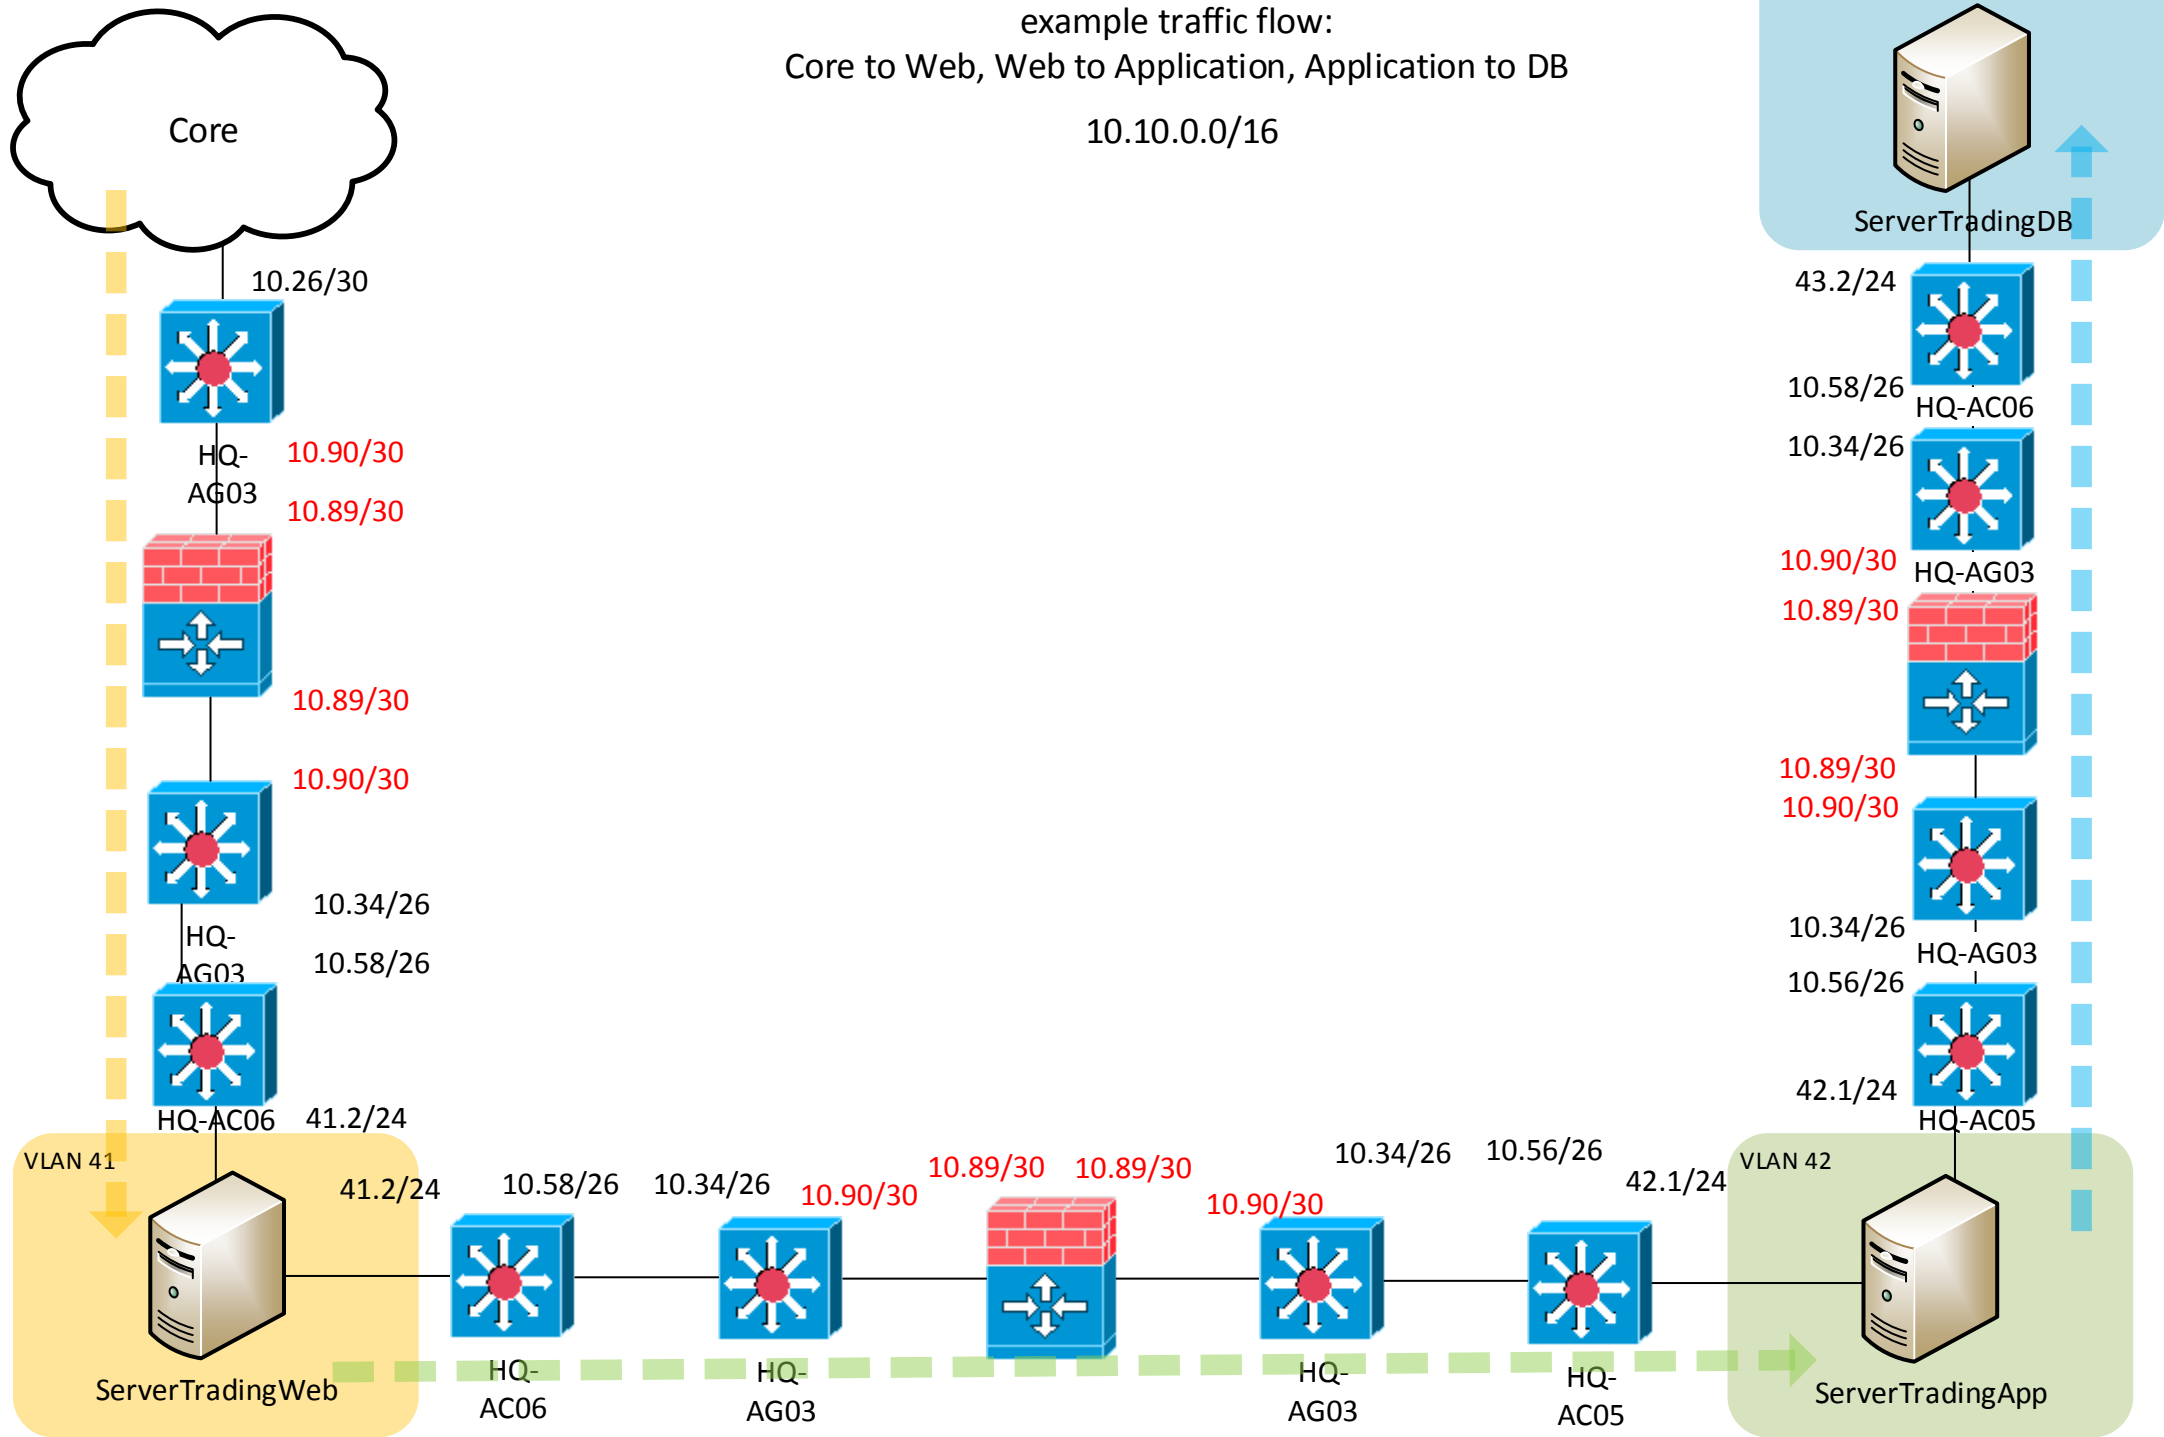 example traffic flow:
Core to Web, Web to Application, Application to DB
10.10.0.0/16
Core
10.26/30
HQ-
AG03
10.90/30
10.89/30
10.89/30
10.90/30
HQ-
AG03
10.34/26
10.58/26
HQ-AC06
41.2/24
VLAN 41
ServerTradingWeb
41.2/24
10.58/26
HQ-
AC06
10.34/26
10.90/30
HQ-
AG03
10.89/30
10.89/30
10.90/30
10.34/26
HQ-
AG03
10.56/26
42.1/24
HQ-
AC05
VLAN 42
ServerTradingApp
ServerTradingDB
43.2/24
10.58/26
HQ-AC06
10.34/26
10.90/30
HQ-AG03
10.89/30
10.89/30
10.90/30
10.34/26
HQ-AG03
10.56/26
42.1/24
HQ-AC05